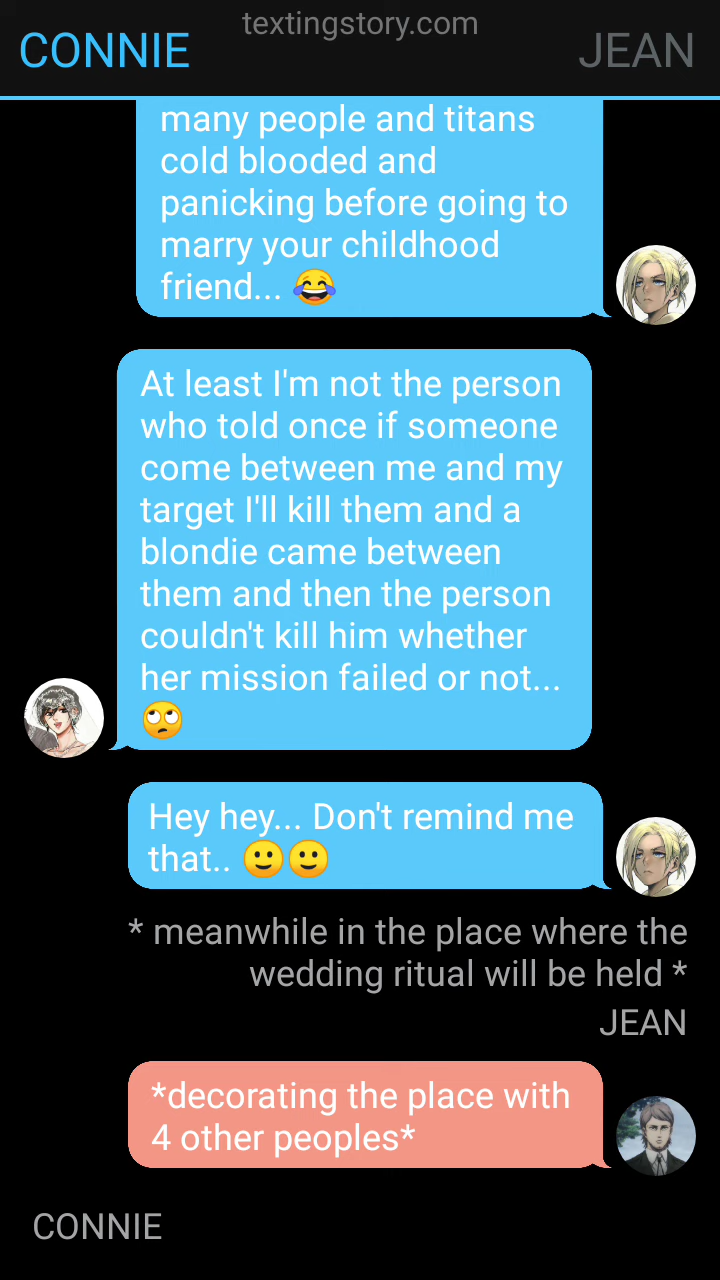 textingstory.com
CONNIE
JEAN
many people and titans
cold blooded and
panicking before going to
marry your childhood
friend... 😂
At least I'm not the person
who told once if someone
come between me and my
target I'll kill them and a
blondie came between
them and then the person
couldn't kill him whether
her mission failed or not...
🙄
Hey hey... Don't remind me
that.. 🙂🙂
* meanwhile in the place where the
wedding ritual will be held *
JEAN
*decorating the place with
4 other peoples*
CONNIE